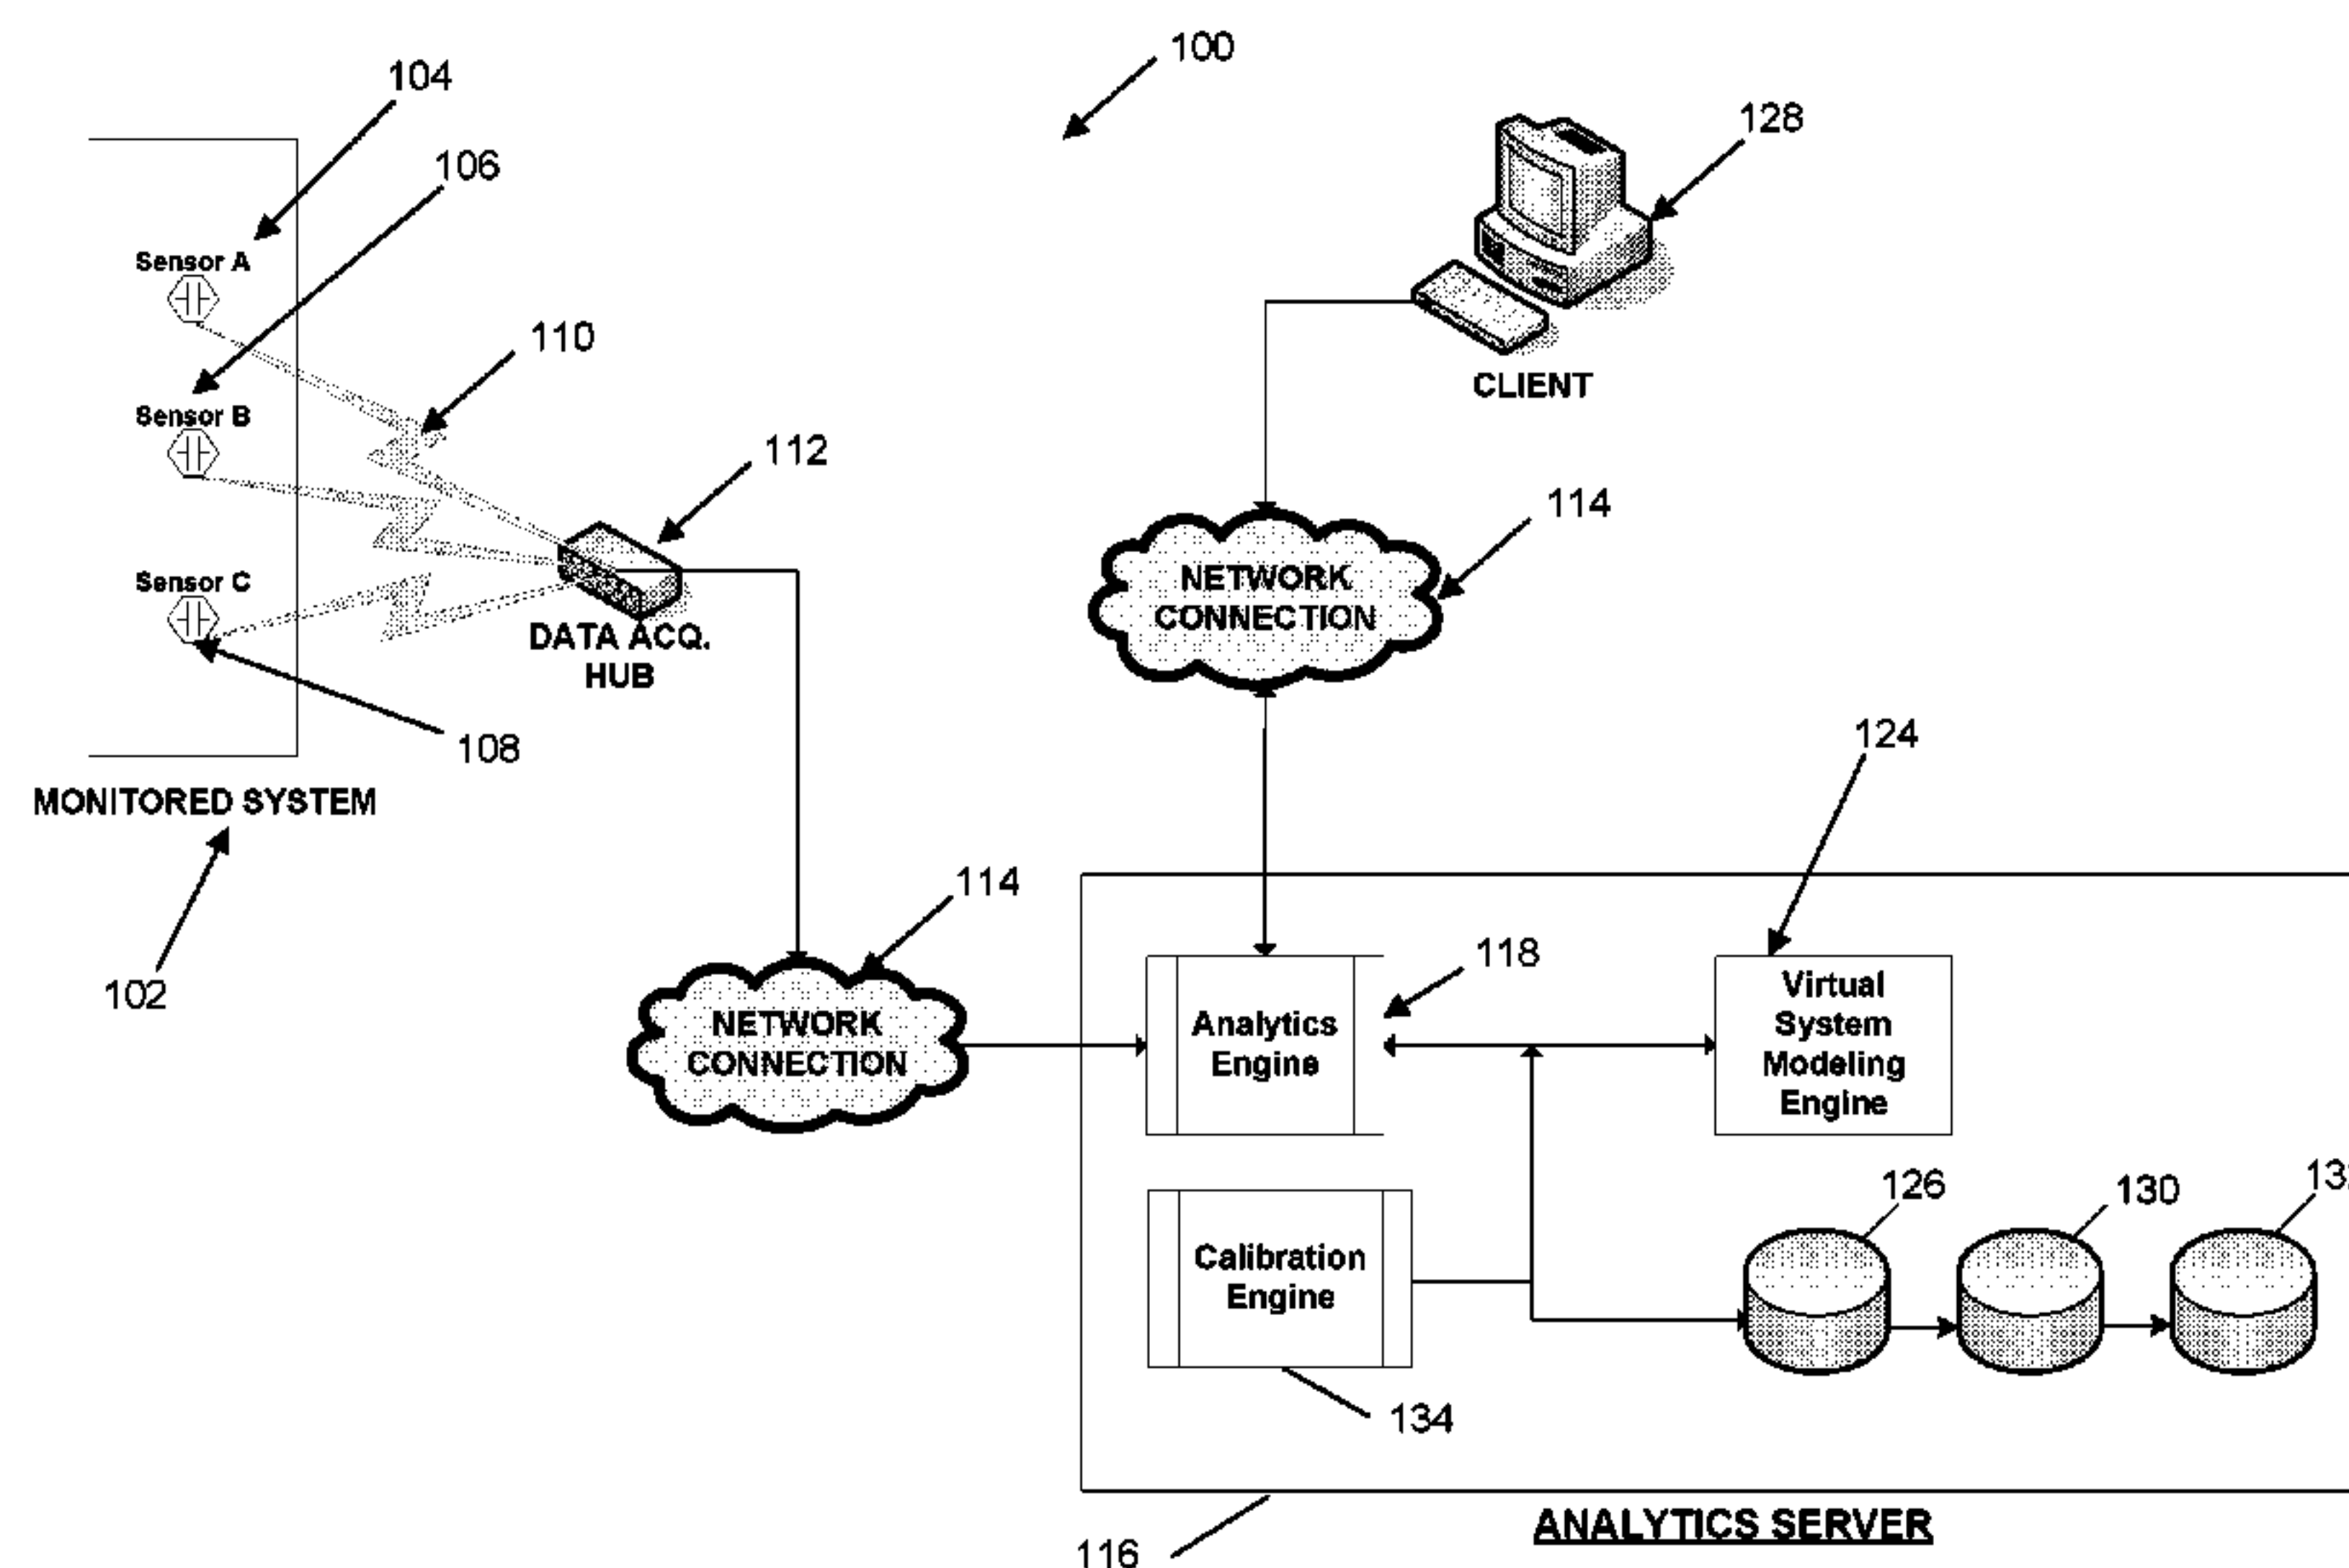 100
104
128
106
Sensor A
110
CLIENT
Sensor B
112
114
NETWORK
CONNECTION
Sensor C
DATA ACQ.
HUB
108
124
MONITORED SYSTEM
114
118
102
NETWORK
CONNECTION
Analytics
Engine
Virtual
System
Modeling
Engine
126
130
Calibration
Engine
134
ANALYTICS SERVER
116